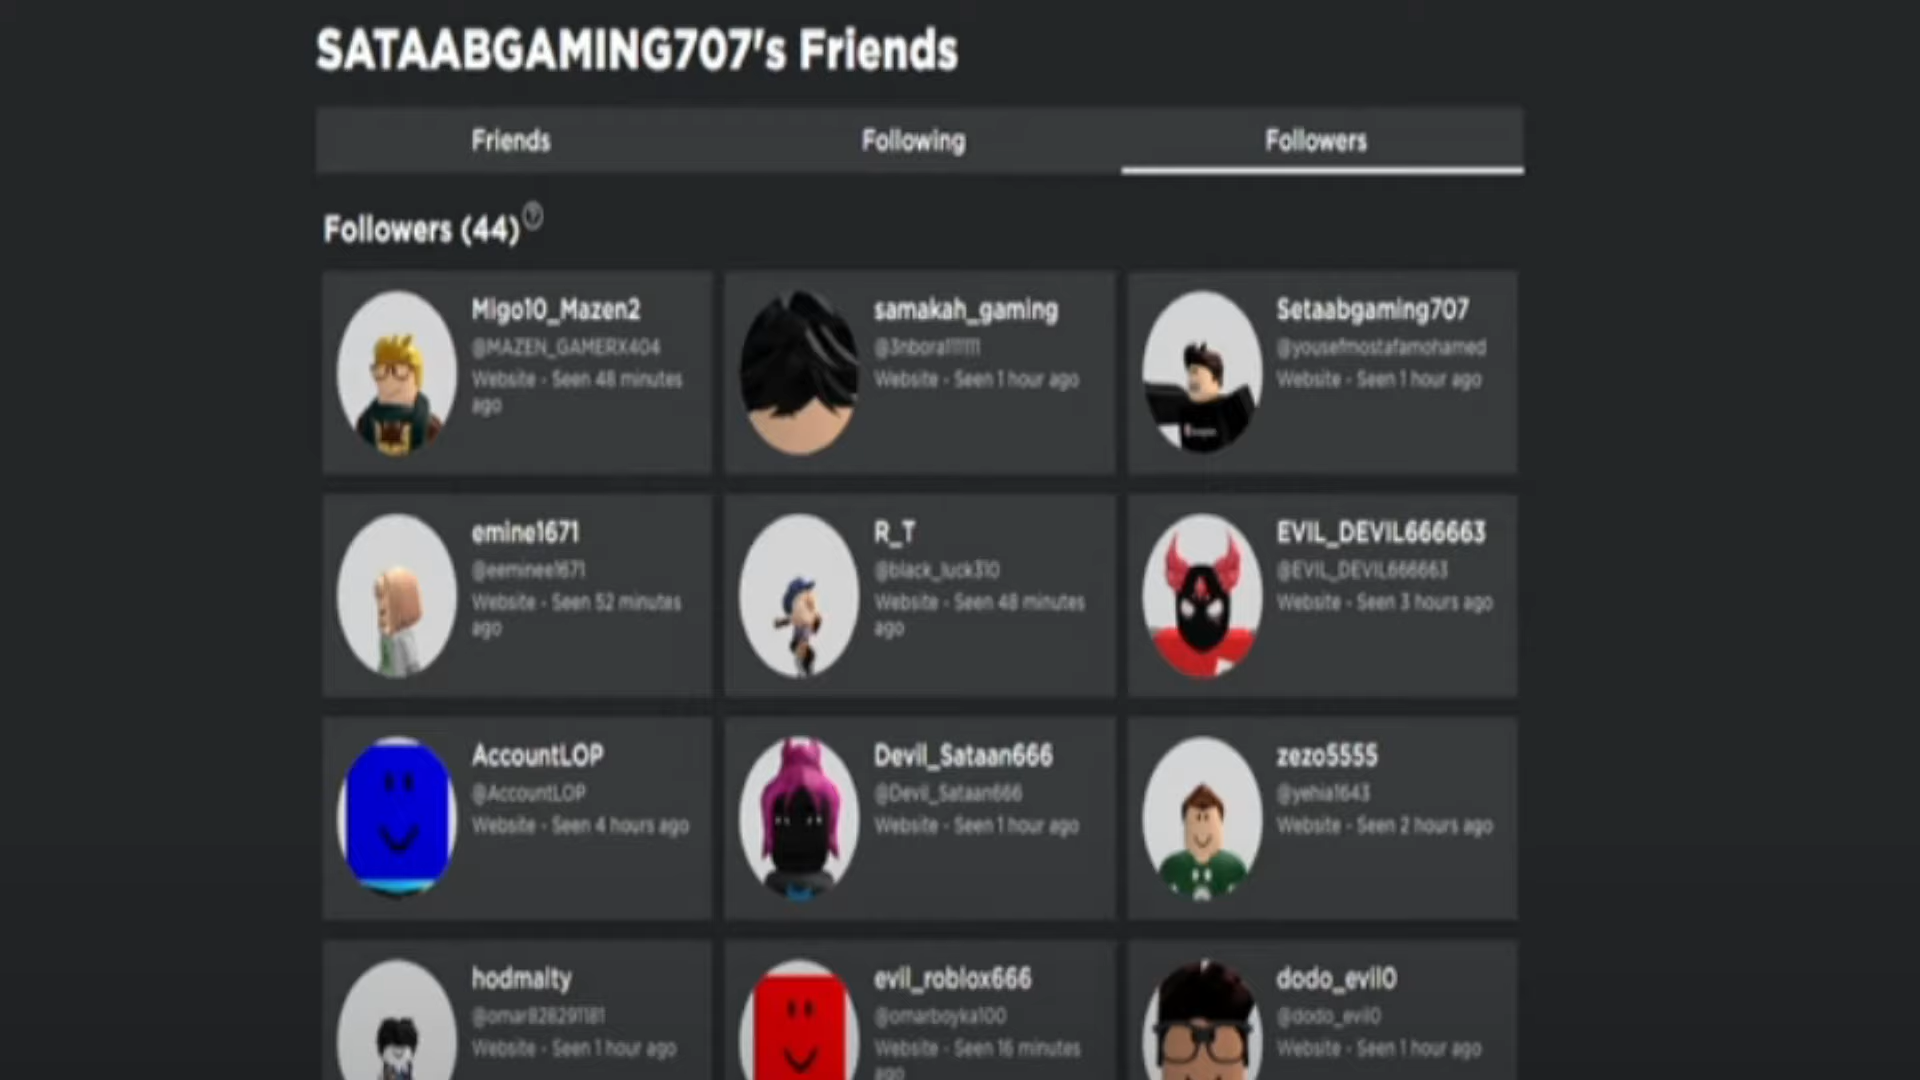 SATAABGAMING707's Friends
Friends
Following
Followers
Followers (44)
Migo10_Mazen2
@MAZEN_GAMERX404
Website - Seen 48 minutes
ago
samakah_gaming
Website - Seen 1 hour ago
Setaabgaming707
@yousefmostafamohamed
Website - Seen 1 hour ago
emine1671
@eeminee1671
Website - Seen 52 minutes
ago
R_T
@black_luck310
Website - Seen 48 minutes
ago
EVIL_DEVIL666663
@EVIL_DEVIL666663
Website - Seen 3 hours ago
AccountLOP
@AccountLOP
Website - Seen 4 hours ago
Devil_Sataan666
@Devil_Sataan666
Website - Seen 1 hour ago
zezo5555
@yehia1643
Website - Seen 2 hours ago
hodmalty
@omar828291181
Website - Seen 1 hour ago
evil_roblox666
@omarboyka100
Website - Seen 16 minutes
ago
dodo_evil0
@dodo_evil0
Website - Seen 1 hour ago